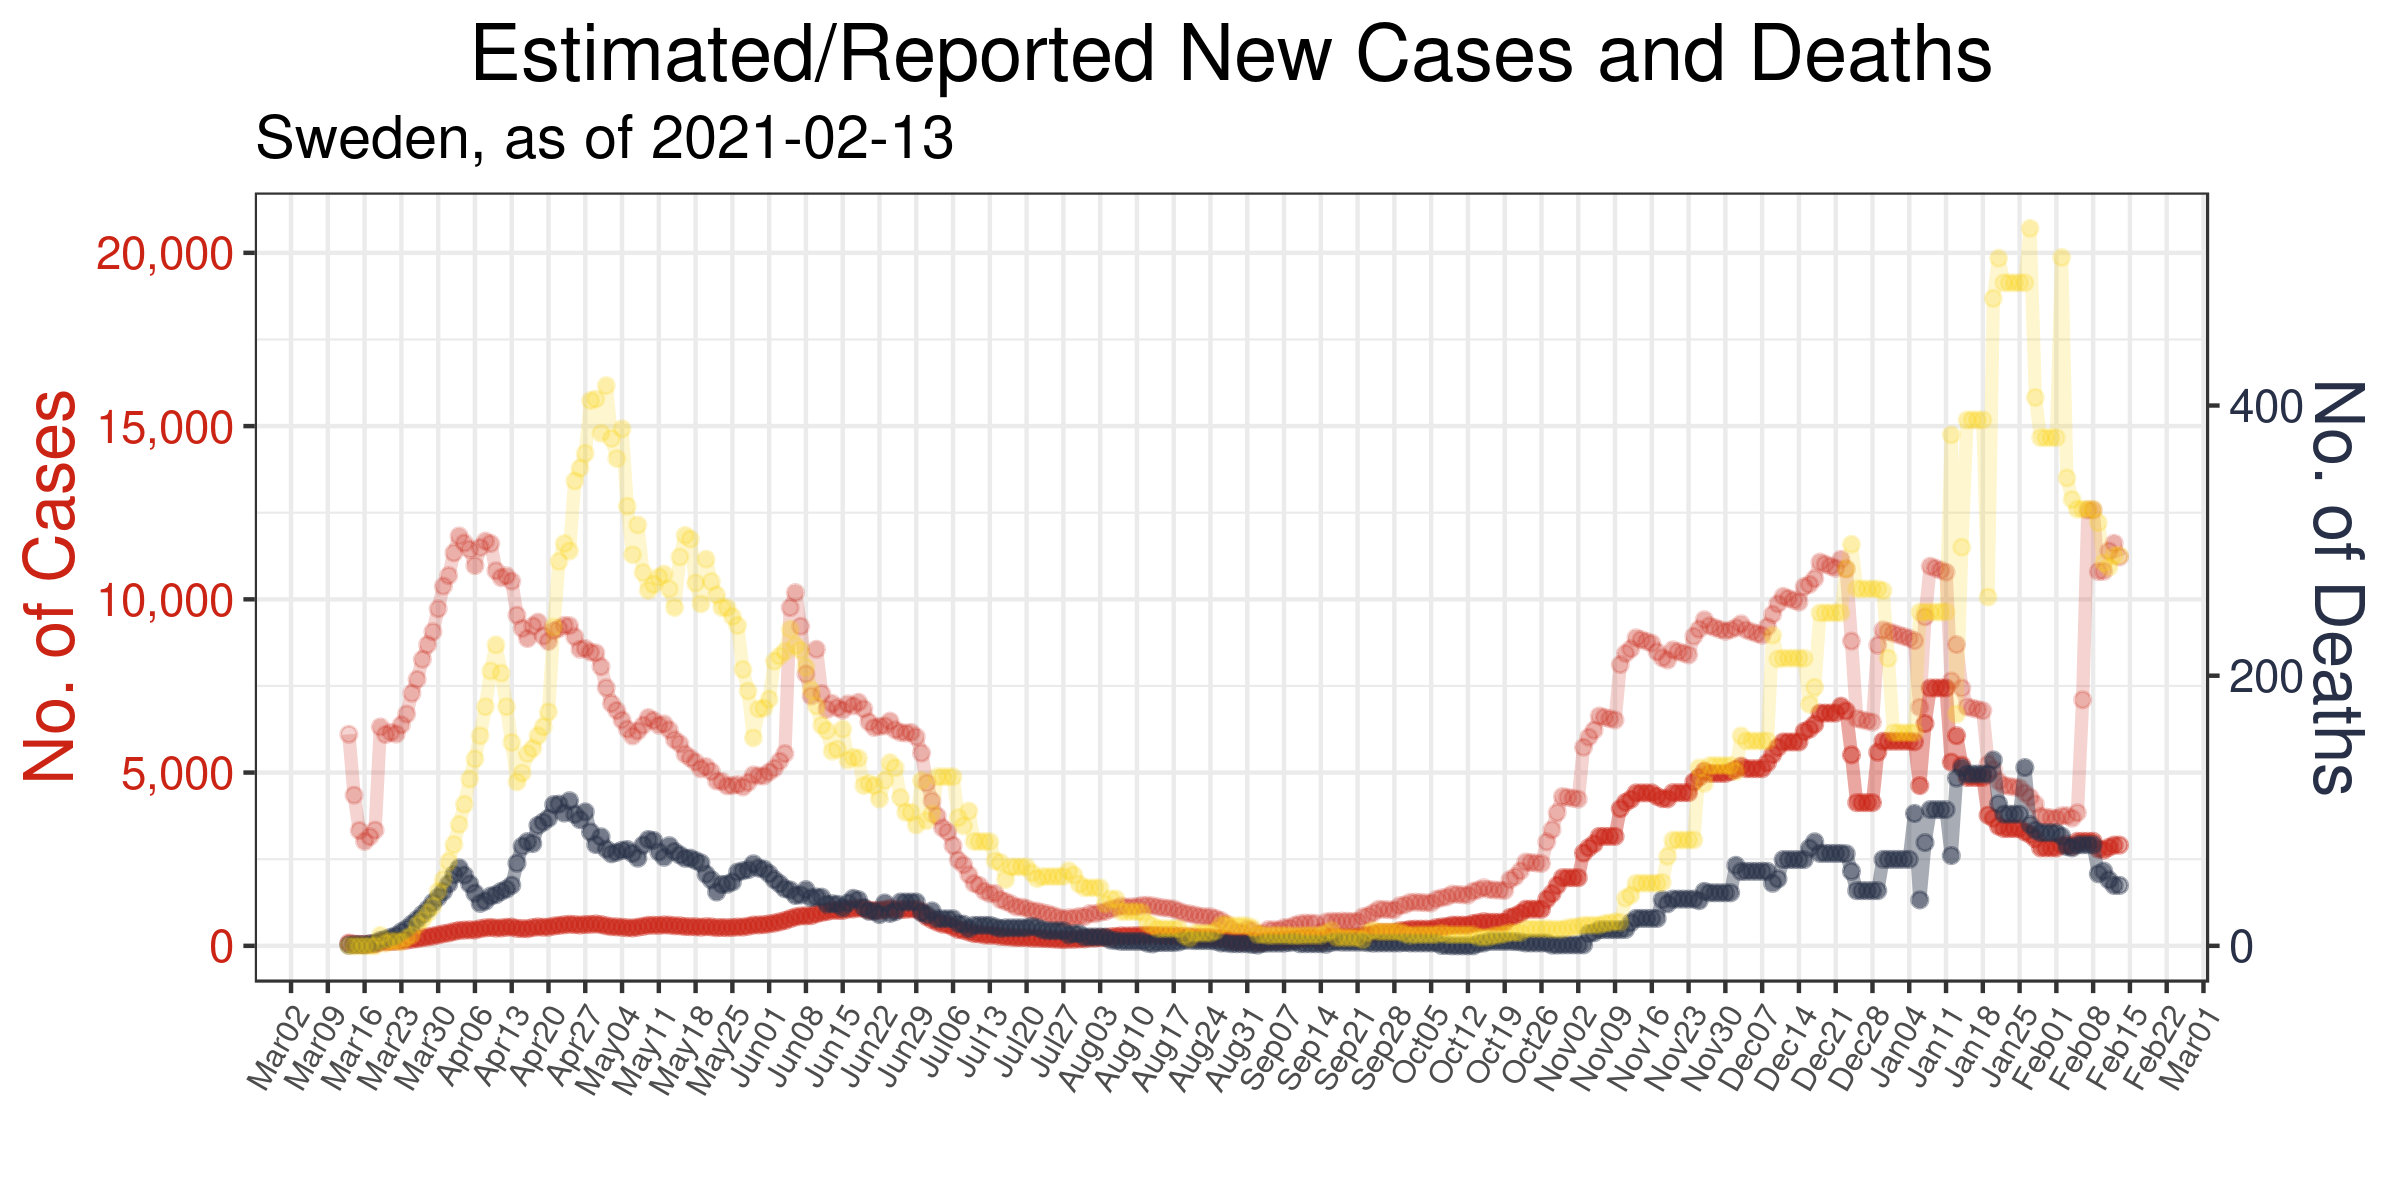 Estimated/Reported New Cases and Deaths
Sweden, as of 2021-02-13
No. of Cases
20,000
15,000
10,000
5,000
0
400
200
0
No. of Deaths
Mar02 Mar09 Mar16 Mar23 Mar30 Apr06 Apr13 Apr20 Apr27 May04 May11 May18 May25 Jun01 Jun08 Jun15 Jun22 Jun29 Jul06 Jul13 Jul20 Jul27 Aug03 Aug10 Aug17 Aug24 Aug31 Sep07 Sep14 Sep21 Sep28 Oct05 Oct12 Oct19 Oct26 Nov02 Nov09 Nov16 Nov23 Nov30 Dec07 Dec14 Dec21 Dec28 Jan04 Jan11 Jan18 Jan25 Feb01 Feb08 Feb15 Feb22 Mar01